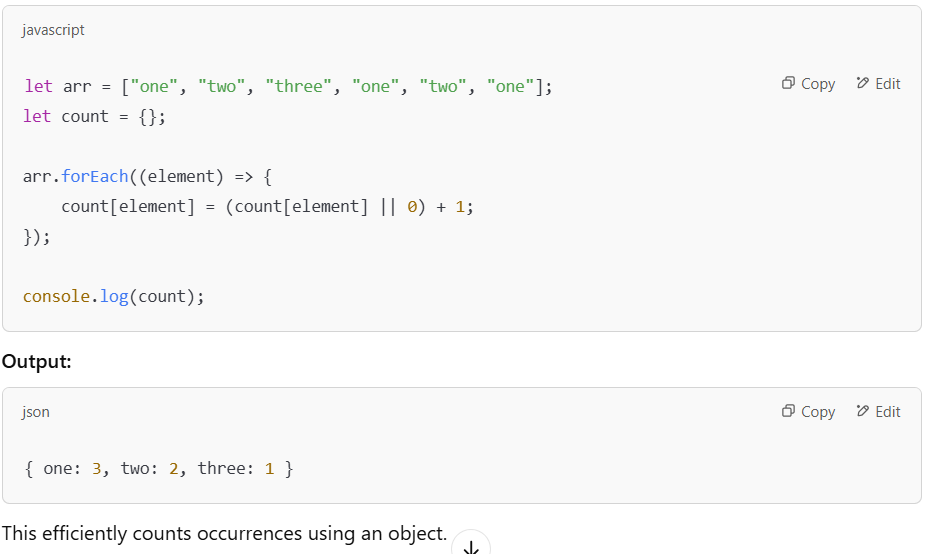 javascript
let arr = ["one", "two", "three", "one", "two", "one"]; Copy Edit
let count = {};
arr.forEach((element) => {
    count[element] = (count[element] || 0) + 1;
});
console.log(count);
Output:
json Copy Edit
{ one: 3, two: 2, three: 1 }
This efficiently counts occurrences using an object.